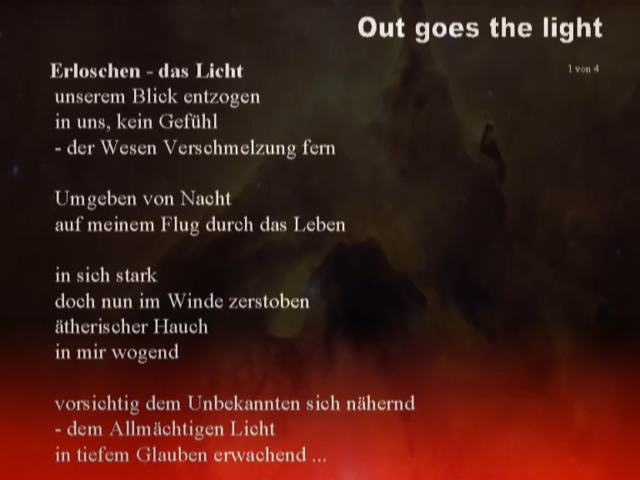 Out goes the light
1 von 4
Erloschen - das Licht
unserem Blick entzogen
in uns, kein Gefühl
- der Wesen Verschmelzung fern
Umgeben von Nacht
auf meinem Flug durch das Leben
in sich stark
doch nun im Winde zerstoben
ätherischer Hauch
in mir wogend
vorsichtig dem Unbekannten sich nähernd
- dem Allmächtigen Licht
in tiefem Glauben erwachend ...